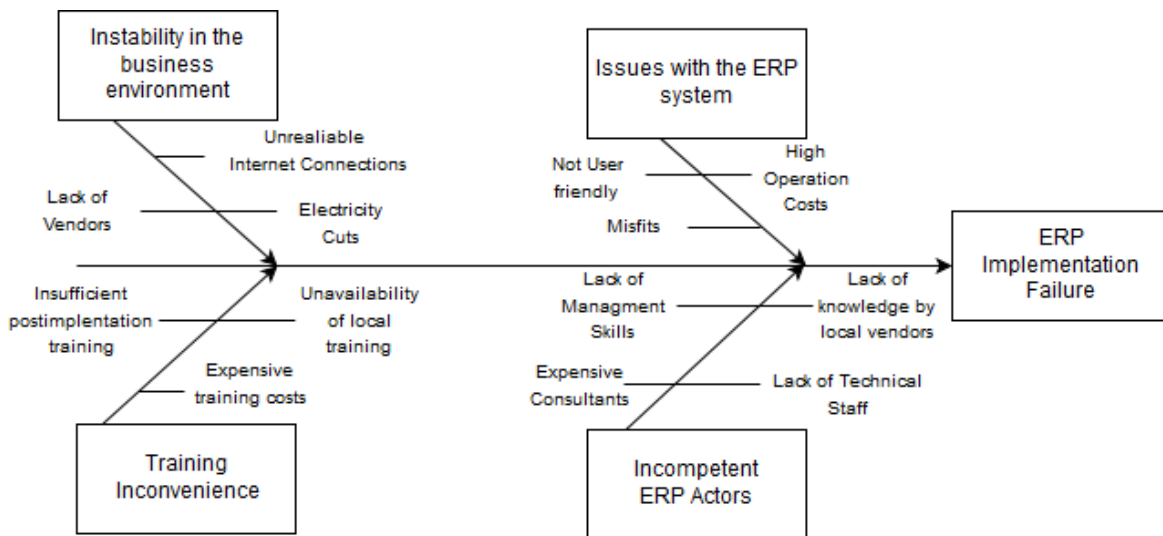 Instability in the
business
environment
Issues with the ERP
system
Unrealiable
Internet Connections
Lack of
Vendors
Electricity
Cuts
Not User
friendly
High
Operation
Costs
Misfits
ERP
Implementation
Failure
Insufficient
postimplentation
training
Unavailability
of local
training
Expensive
training costs
Lack of
Managment
Skills
Lack of
knowledge by
local vendors
Expensive
Consultants
Lack of Technical
Staff
Training
Inconvenience
Incompetent
ERP Actors